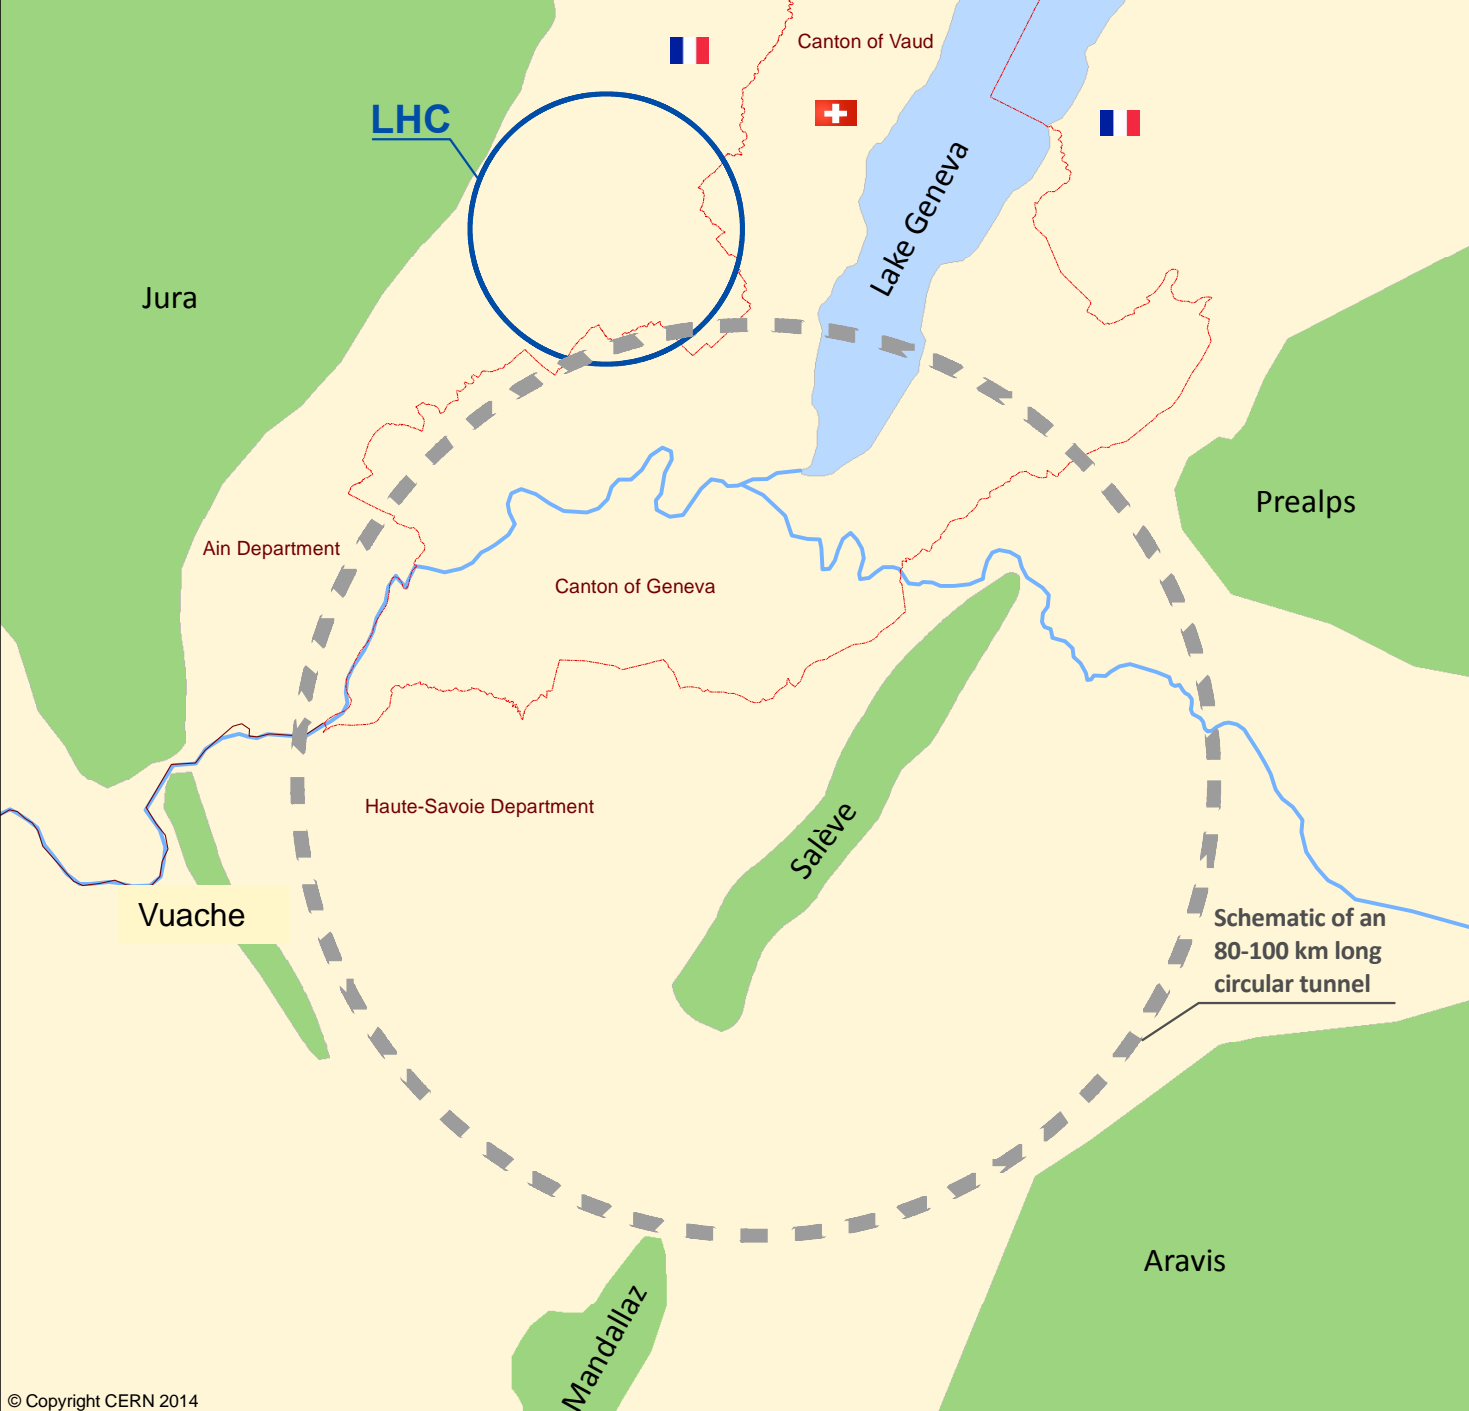 Canton of Vaud
LHC
Lake Geneva
Jura
Prealps
Ain Department
Canton of Geneva
Haute-Savoie Department
Salève
Vuache
Schematic of an
80-100 km long
circular tunnel
Aravis
Mandallaz
© Copyright CERN 2014